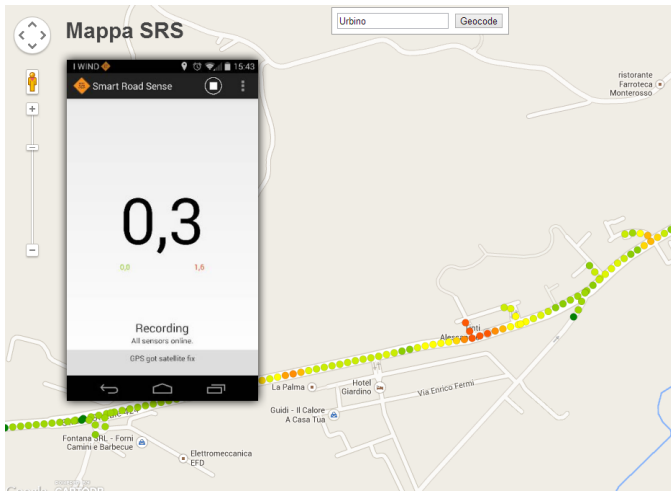 Mappa SRS
Urbino
Geocode
I WIND
15:43
Smart Road Sense
0,3
0,0
1,6
Recording
All sensors online.
GPS got satellite fix
ristorante
Farroteca
Monterosso
La Palma
Hotel
Giardino
Via Enrico Fermi
Guidi - Il Calore
A Casa Tua
Fontana SRL - Forni
Camini e Barbecue
Elettromeccanica
EFD